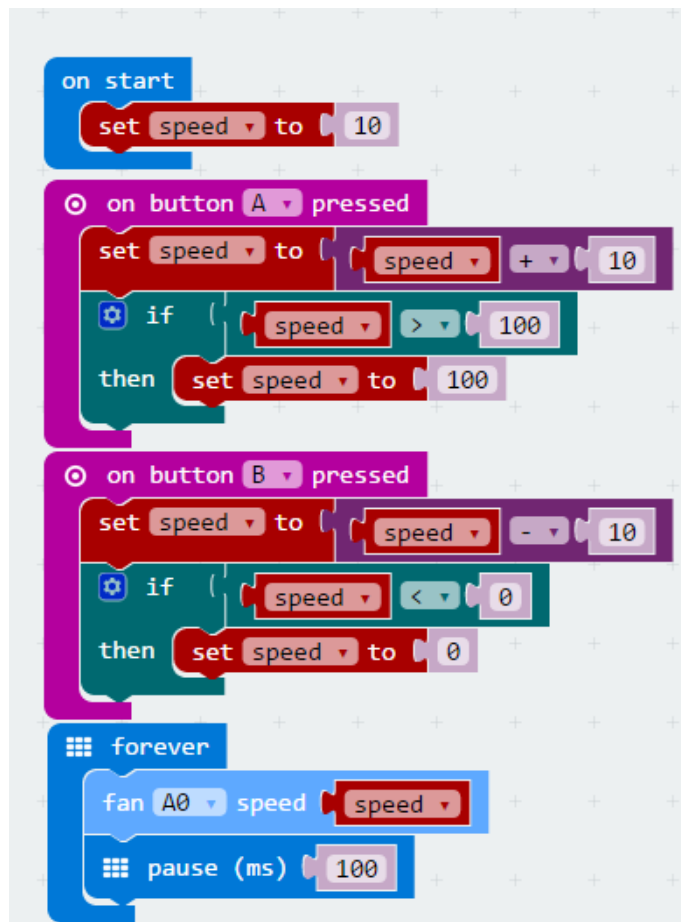 on start
set speed to 10
on button A pressed
set speed to speed + 10
if speed > 100
then set speed to 100
on button B pressed
set speed to speed - 10
if speed < 0
then set speed to 0
forever
fan A0 speed speed
pause (ms) 100